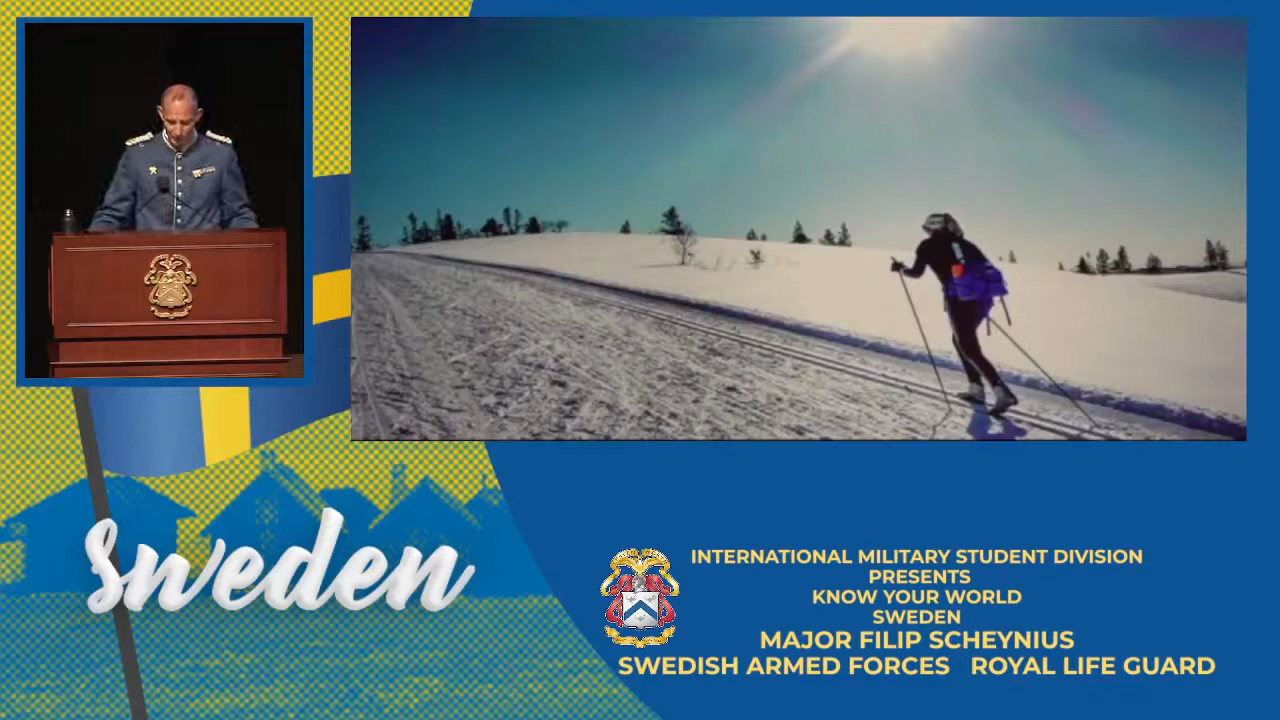 Sweden
INTERNATIONAL MILITARY STUDENT DIVISION
PRESENTS
KNOW YOUR WORLD
SWEDEN
MAJOR FILIP SCHEYNIUS
SWEDISH ARMED FORCES ROYAL LIFE GUARD